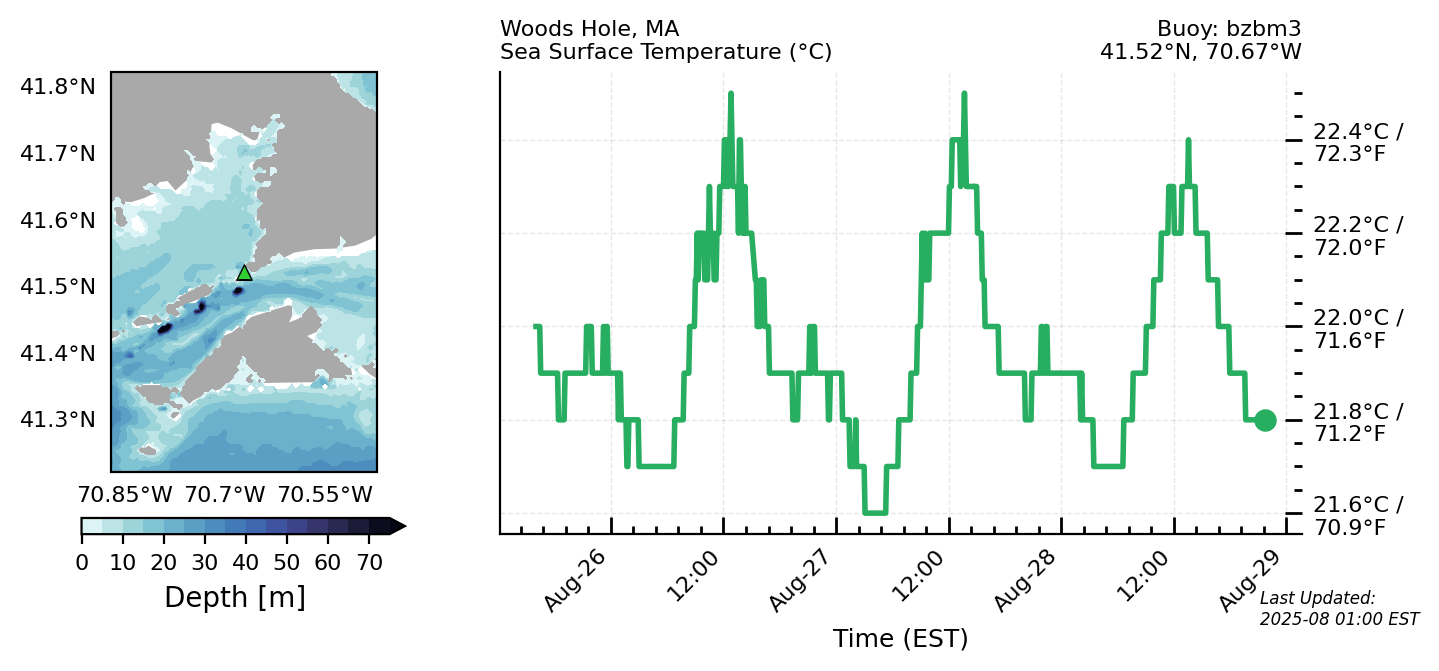 Woods Hole, MA
Sea Surface Temperature (°C)
Buoy: bzbm3
41.52°N, 70.67°W
41.8°N
41.7°N
41.6°N
41.5°N
41.4°N
41.3°N
70.85°W 70.7°W 70.55°W
0 10 20 30 40 50 60 70
Depth [m]
22.4°C /
72.3°F
22.2°C /
72.0°F
22.0°C /
71.6°F
21.8°C /
71.2°F
21.6°C /
70.9°F
Aug-26 12:00 Aug-27 12:00 Aug-28 12:00 Aug-29
Time (EST)
Last Updated:
2025-08 01:00 EST